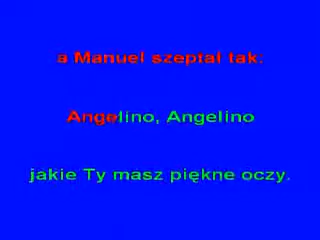 a Manuel szeptał tak:
Angelino, Angelino
jakie Ty masz piękne oczy.